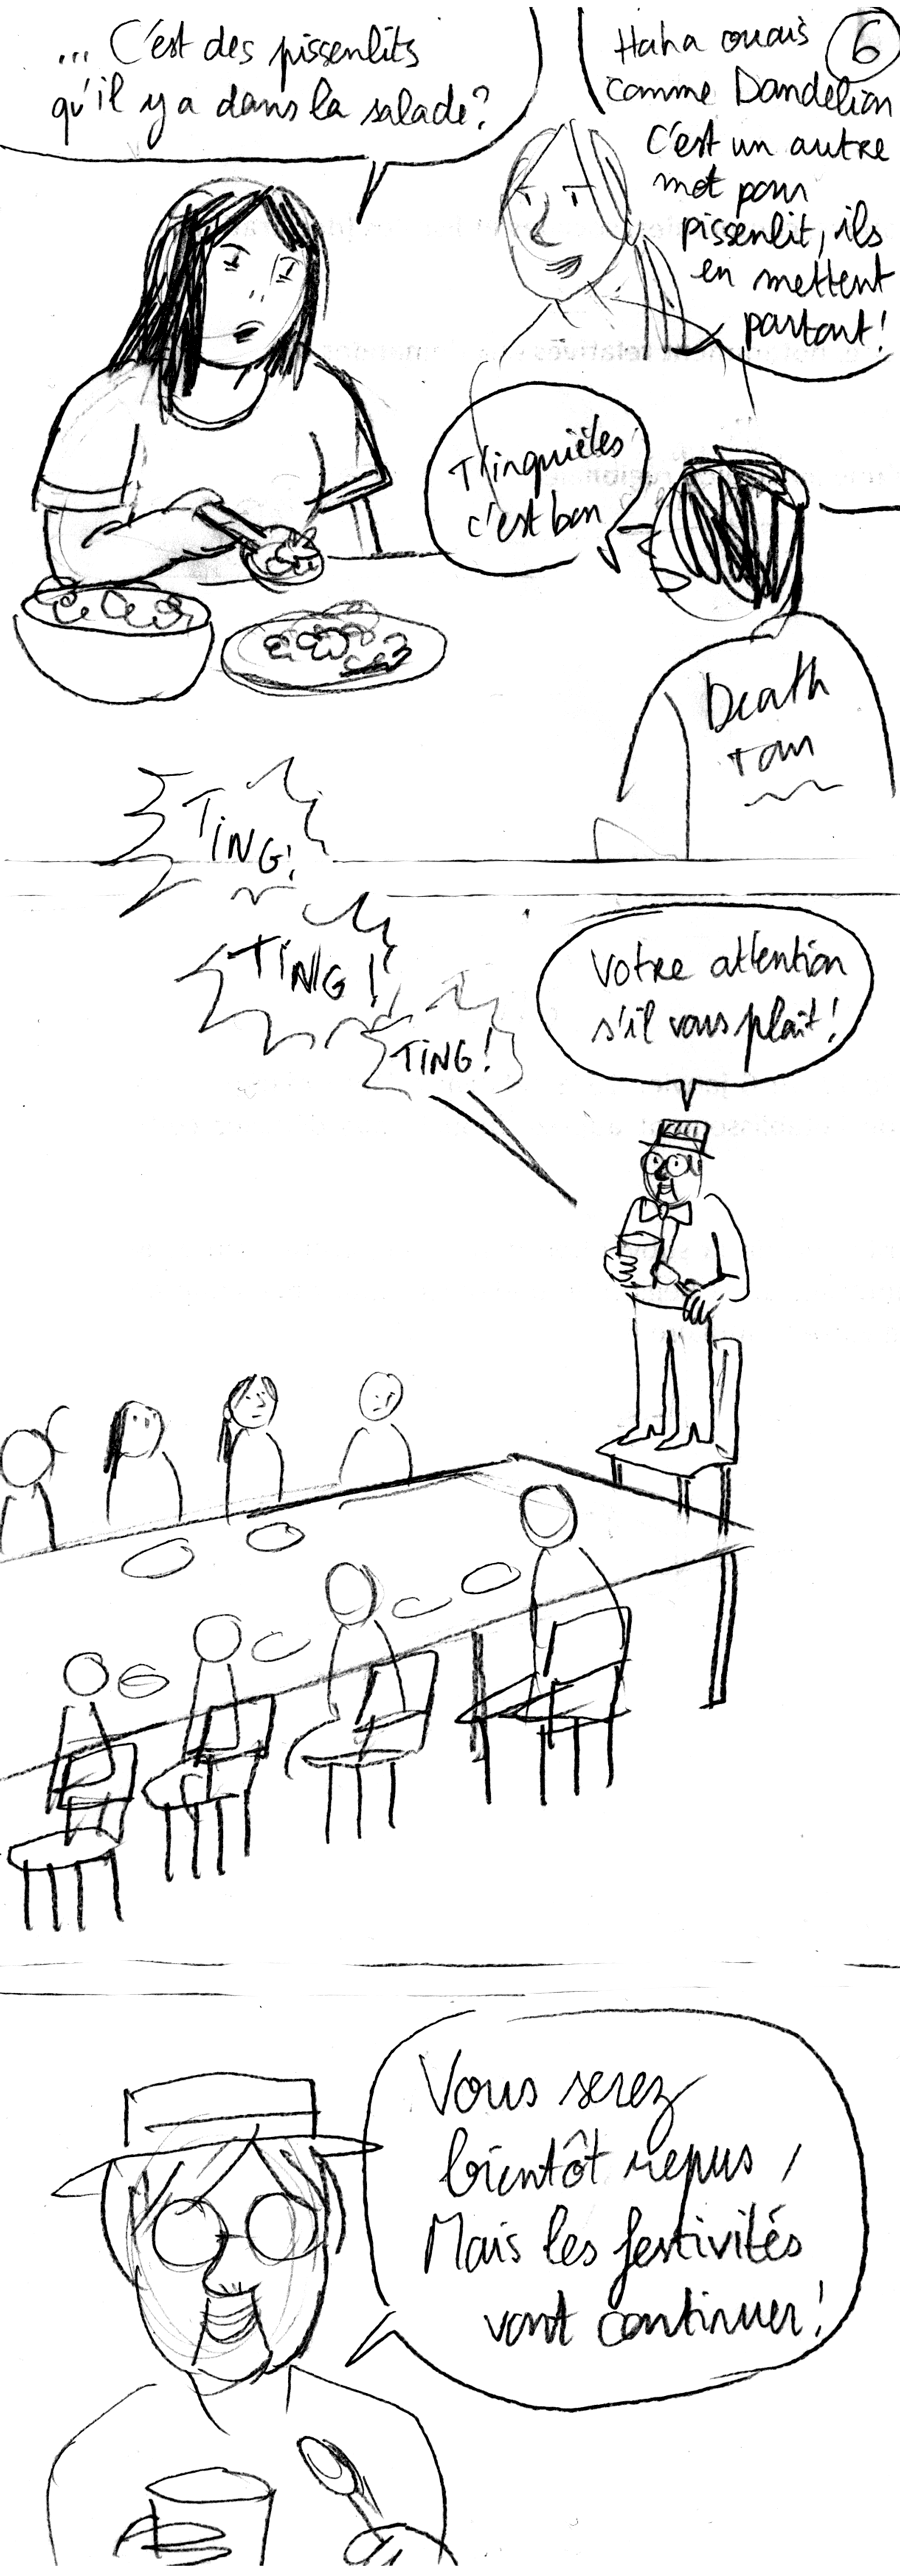 ... C'est des pissenlits
qu'il y a dans la salade?
6
Haha ouais
comme Dandelion
c'est un autre
mot pour
pissenlit, ils
en mettent
partout!
T'inquiètes
c'est bon
Death
Tour
TING!
TING!
TING!
Votre attention
s'il vous plait!
Vous serez
bientôt repus,
Mais les festivités
vont continuer!